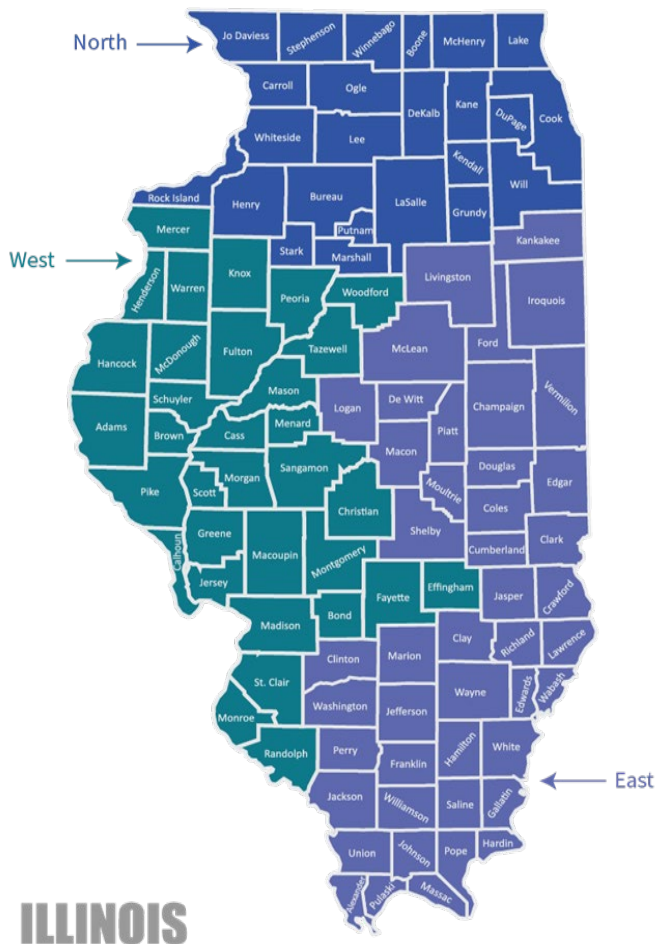 North
Jo Daviess
Stephenson
Winnebago
Boone
McHenry
Lake
Carroll
Ogle
DeKalb
Kane
DuPage
Cook
Whiteside
Lee
Kendall
Will
Rock Island
Henry
Bureau
Putnam
LaSalle
Grundy
Stark
Marshall
Kankakee
West
Mercer
Henderson
Warren
Knox
Peoria
Woodford
Livingston
Iroquois
Hancock
McDonough
Fulton
Tazewell
McLean
Ford
Schuyler
Mason
Logan
De Witt
Champaign
Vermilion
Adams
Brown
Cass
Menard
Macon
Piatt
Pike
Scott
Morgan
Sangamon
Christian
Moultrie
Douglas
Edgar
Coles
Shelby
Calhoun
Greene
Macoupin
Montgomery
Cumberland
Clark
Jersey
Fayette
Effingham
Jasper
Crawford
Madison
Bond
Clay
Richland
Lawrence
Clinton
Marion
St. Clair
Wayne
Edwards
Wabash
Washington
Jefferson
Monroe
Randolph
Perry
Franklin
Hamilton
White
East
Jackson
Williamson
Saline
Gallatin
Union
Johnson
Pope
Hardin
Alexander
Pulaski
Massac
ILLINOIS